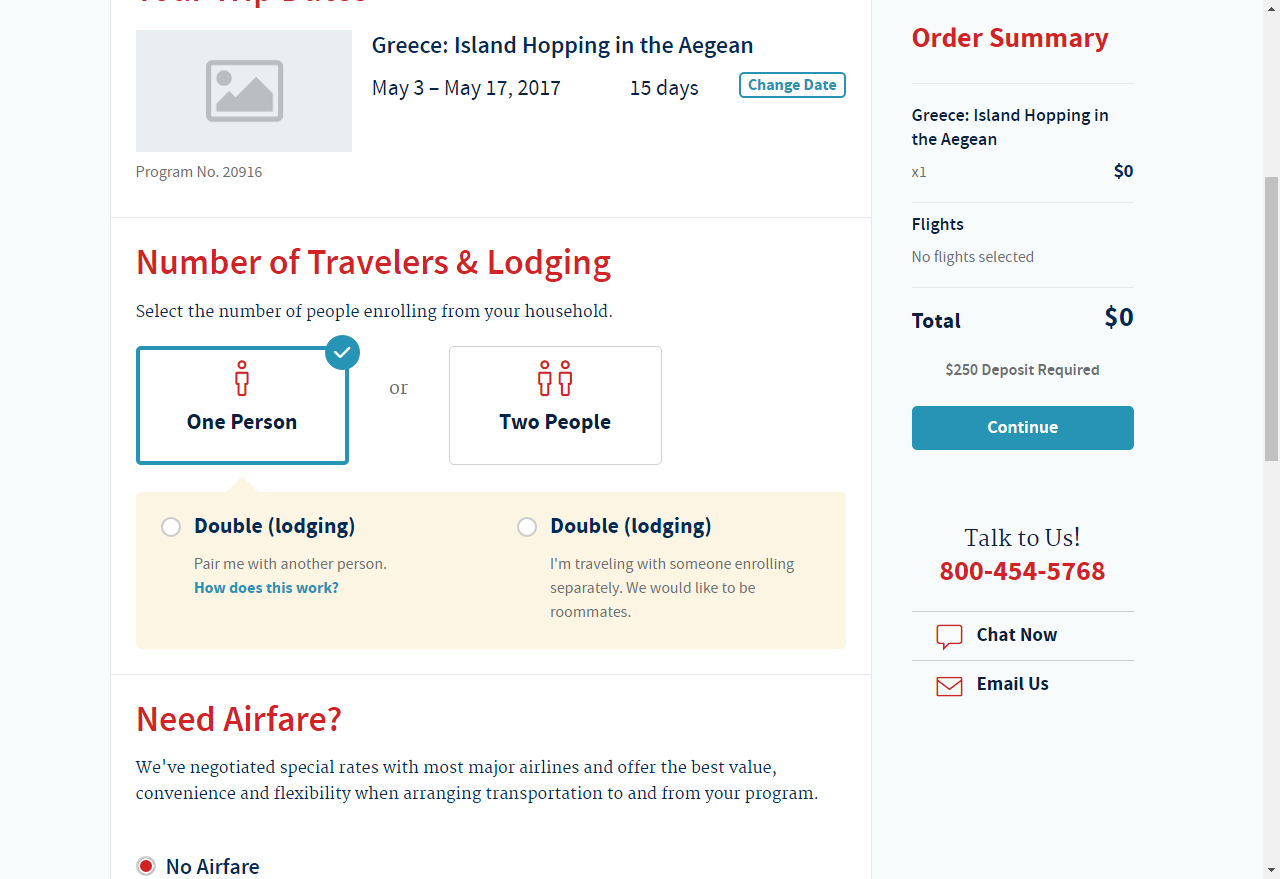 Your Trip Dates
Greece: Island Hopping in the Aegean
May 3 – May 17, 2017
15 days
Change Date
Program No. 20916
Number of Travelers & Lodging
Select the number of people enrolling from your household.
One Person
or
Two People
Double (lodging)
Pair me with another person.
How does this work?
Double (lodging)
I'm traveling with someone enrolling
separately. We would like to be
roommates.
Need Airfare?
We've negotiated special rates with most major airlines and offer the best value,
convenience and flexibility when arranging transportation to and from your program.
No Airfare
Order Summary
Greece: Island Hopping in
the Aegean
x1
$0
Flights
No flights selected
Total
$0
$250 Deposit Required
Continue
Talk to Us!
800-454-5768
Chat Now
Email Us